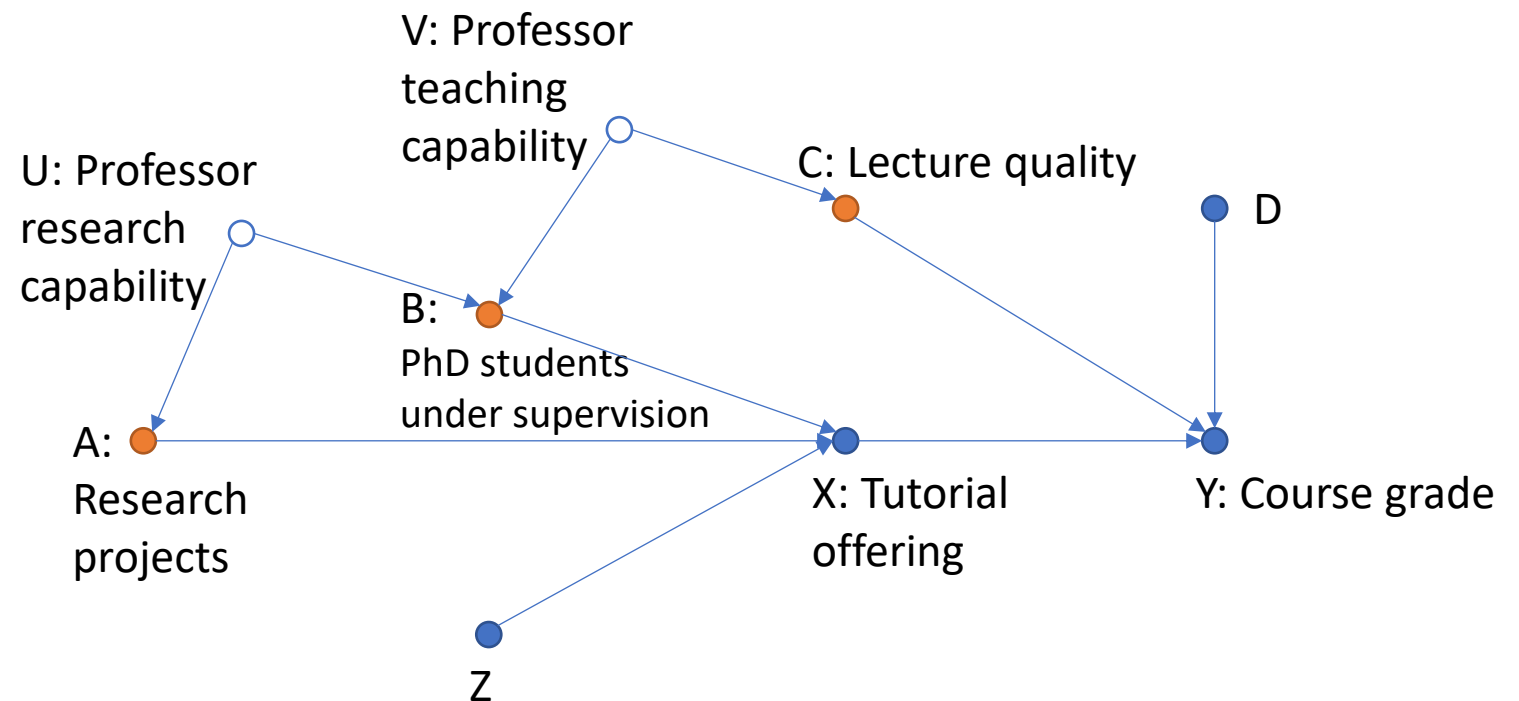 V: Professor
teaching
capability
U: Professor
research
capability
C: Lecture quality
D
B:
PhD students
under supervision
A:
Research
projects
X: Tutorial
offering
Y: Course grade
Z